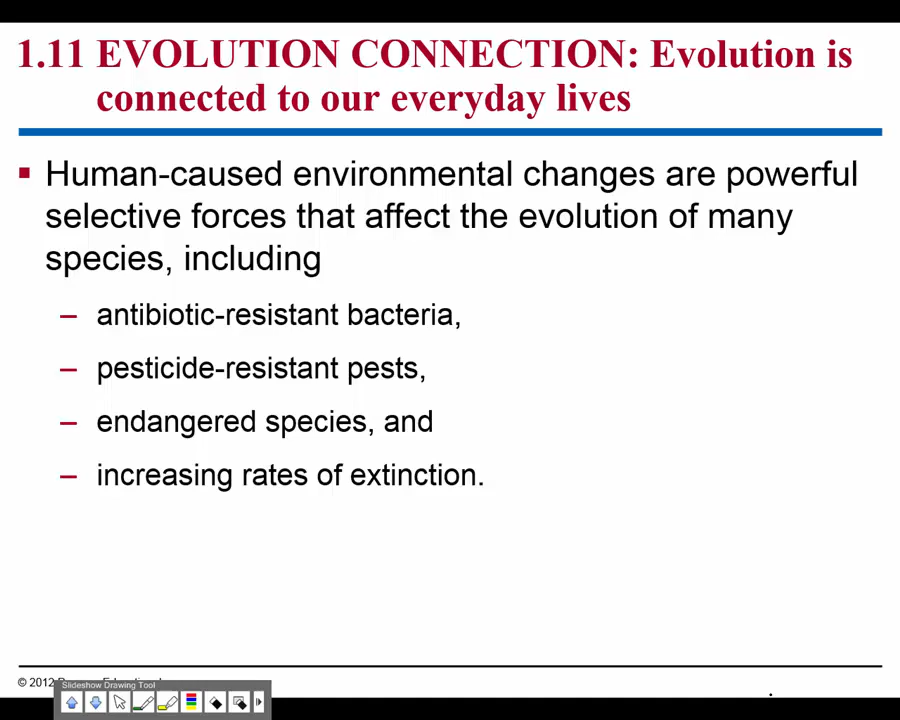 1.11 EVOLUTION CONNECTION: Evolution is
connected to our everyday lives
Human-caused environmental changes are powerful
selective forces that affect the evolution of many
species, including
– antibiotic-resistant bacteria,
– pesticide-resistant pests,
– endangered species, and
– increasing rates of extinction.
© 2012
Slideshow Drawing Tool